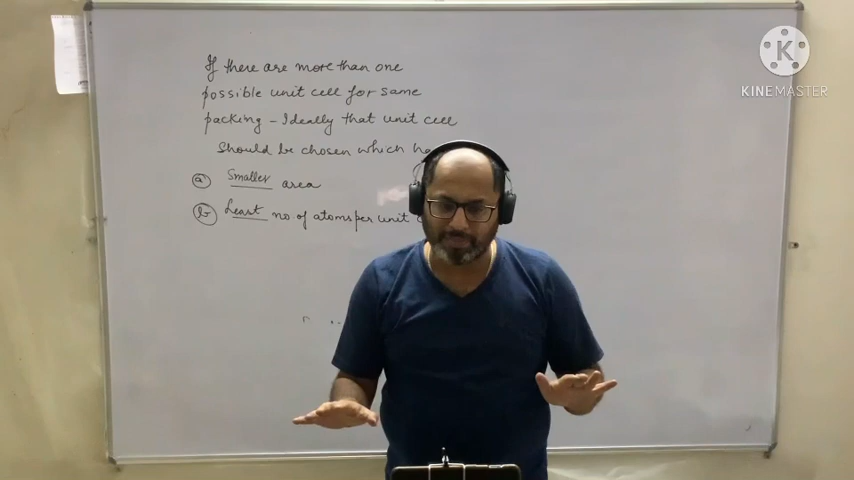 If there are more than one
possible unit cell for same
packing - Ideally that unit cell
should be chosen which
(a) Smaller area
(b) Least no of atoms per unit
K
KINEMASTER